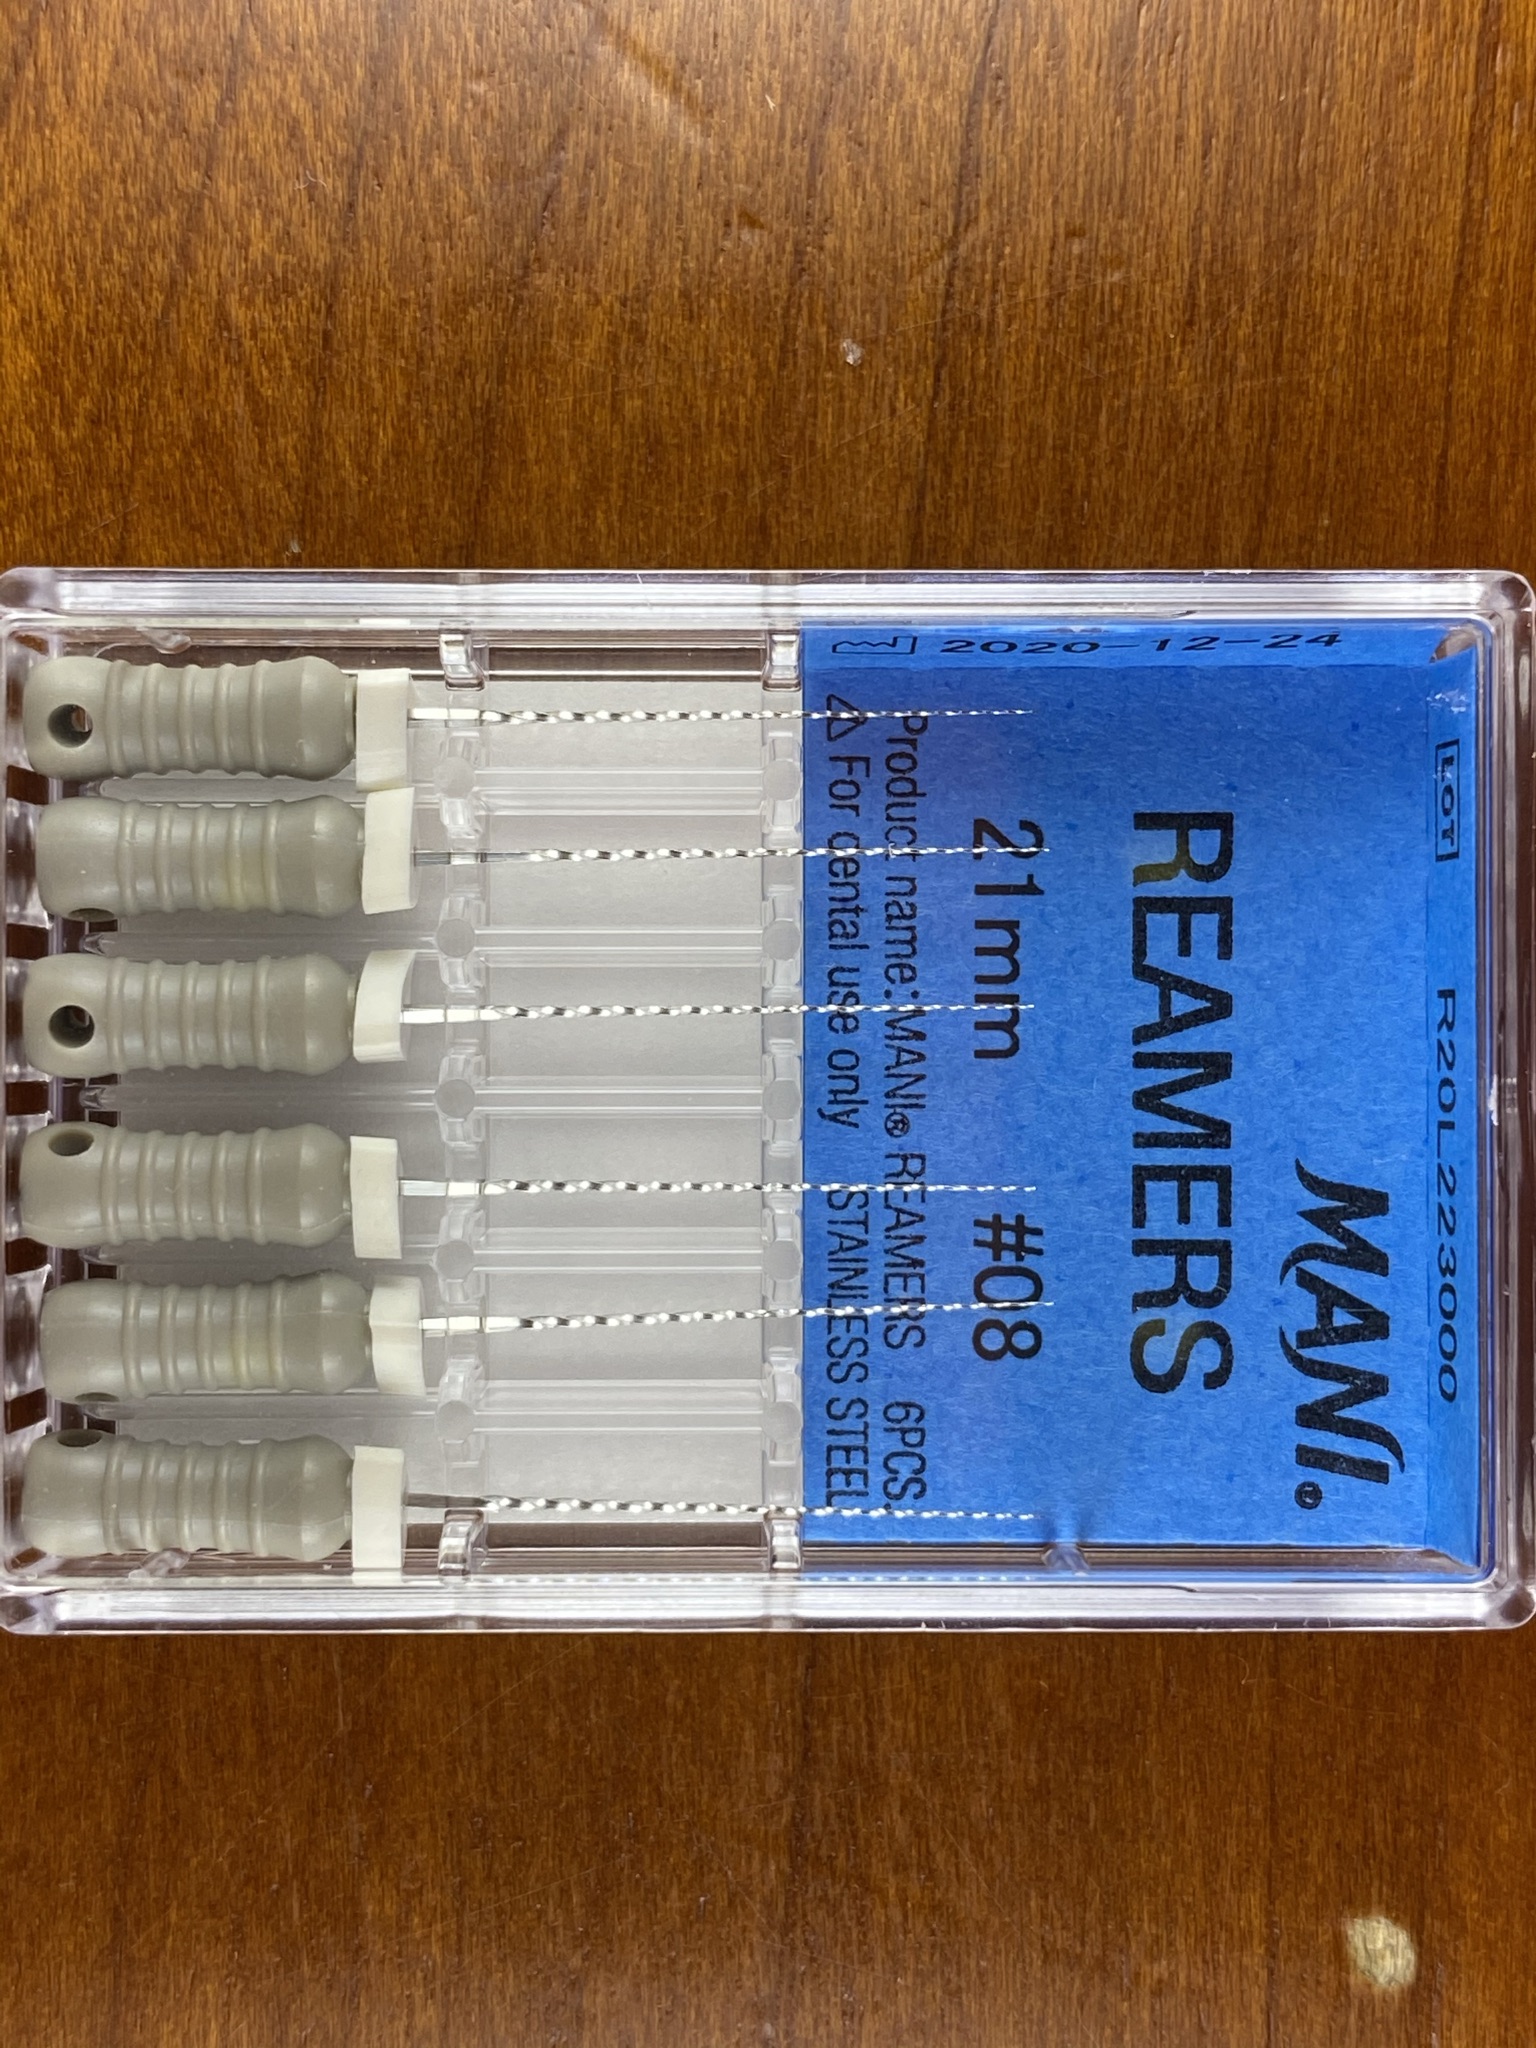 LOT R20L223000
MANI®
REAMERS
21mm #08
Product name: MANI® REAMERS 6PCS.
⚠ For dental use only STAINLESS STEEL
2020-12-24